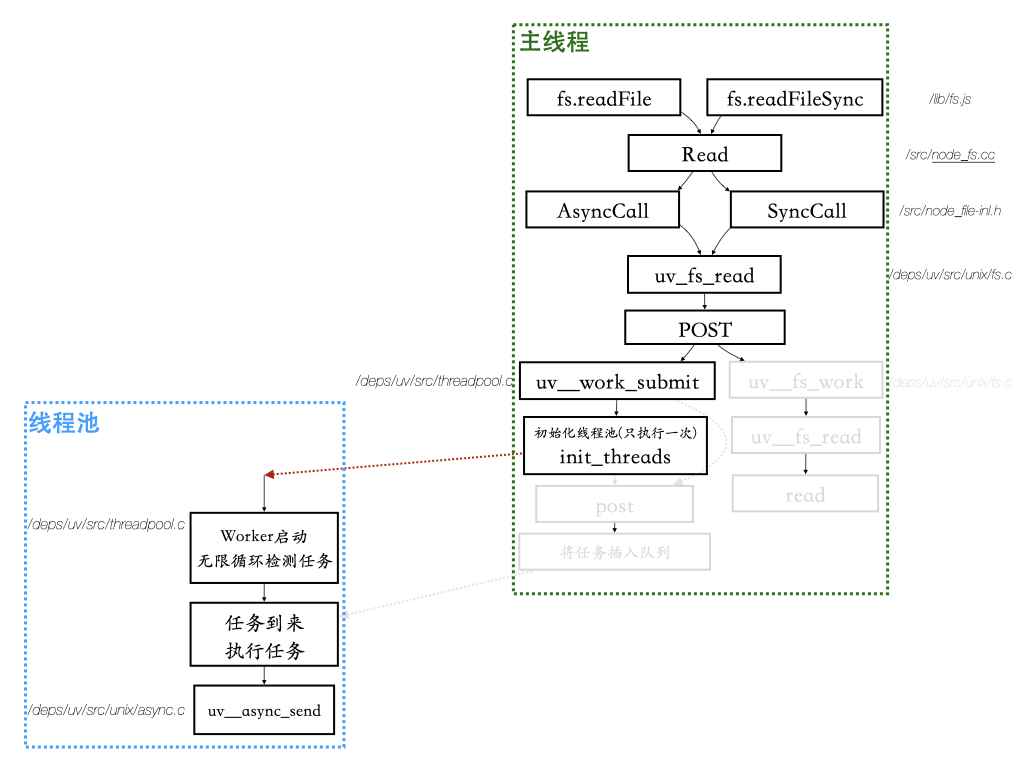 主线程
fs.readFile
fs.readFileSync
/lib/fs.js
Read
/src/node_fs.cc
AsyncCall
SyncCall
/src/node_file-inl.h
uv_fs_read
/deps/uv/src/unix/fs.c
POST
/deps/uv/src/threadpool.c
uv__work_submit
uv__fs_work
/deps/uv/src/unix/fs.c
线程池
初始化线程池(只执行一次)
init_threads
uv__fs_read
post
read
/deps/uv/src/threadpool.c
Worker启动
无限循环检测任务
将任务插入队列
任务到来
执行任务
/deps/uv/src/unix/async.c
uv__async_send